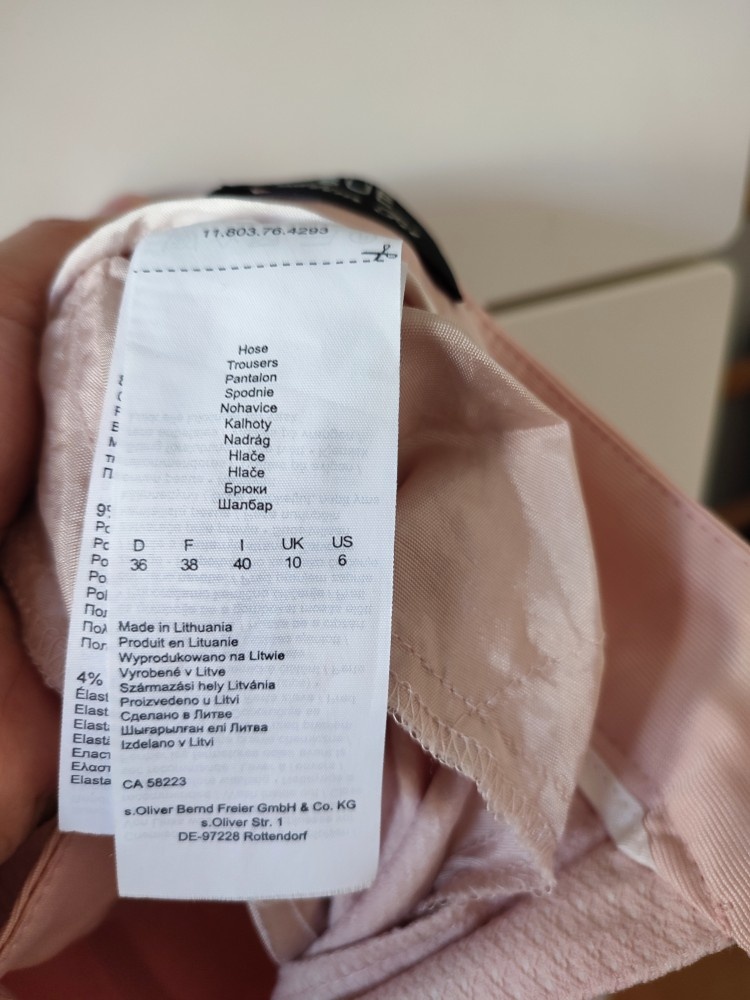 11.803.76.4293
Hose
Trousers
Pantalon
Spodnie
Nohavice
Kalhoty
Nadrág
Hlače
Hlače
Брюки
Шалбар
D F I UK US
36 38 40 10 6
Made in Lithuania
Produit en Lituanie
Wyprodukowano na Litwie
Vyrobené v Litve
Származási hely Litvánia
Proizvedeno u Litvi
Сделано в Литве
Шығарылған елі Литва
Izdelano v Litvi
CA 58223
s.Oliver Bernd Freier GmbH & Co. KG
s.Oliver Str. 1
DE-97228 Rottendorf
4%